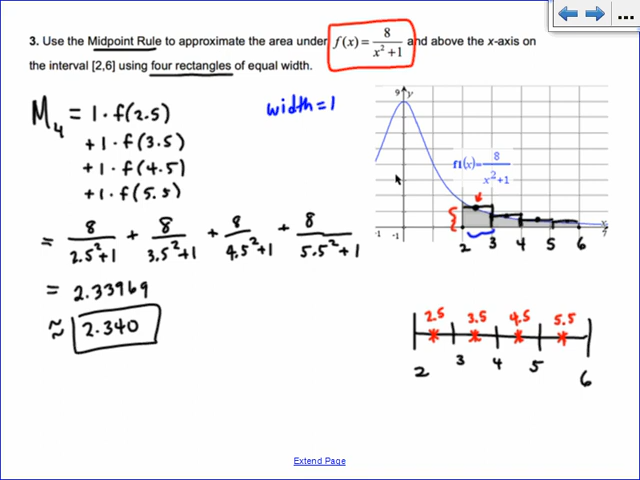 3. Use the Midpoint Rule to approximate the area under f(x) = 8/(x² + 1) and above the x-axis on
the interval [2,6] using four rectangles of equal width.
M₄ = 1 · f(2.5)
+ 1 · f(3.5)
+ 1 · f(4.5)
+ 1 · f(5.5)
width = 1
= 8/(2.5² + 1) + 8/(3.5² + 1) + 8/(4.5² + 1) + 8/(5.5² + 1)
= 2.33969
≈ 2.340
9 y
f1(x) = 8/(x² + 1)
-1 -1 x 7
2 3 4 5 6
2.5 3.5 4.5 5.5
2 3 4 5 6
Extend Page